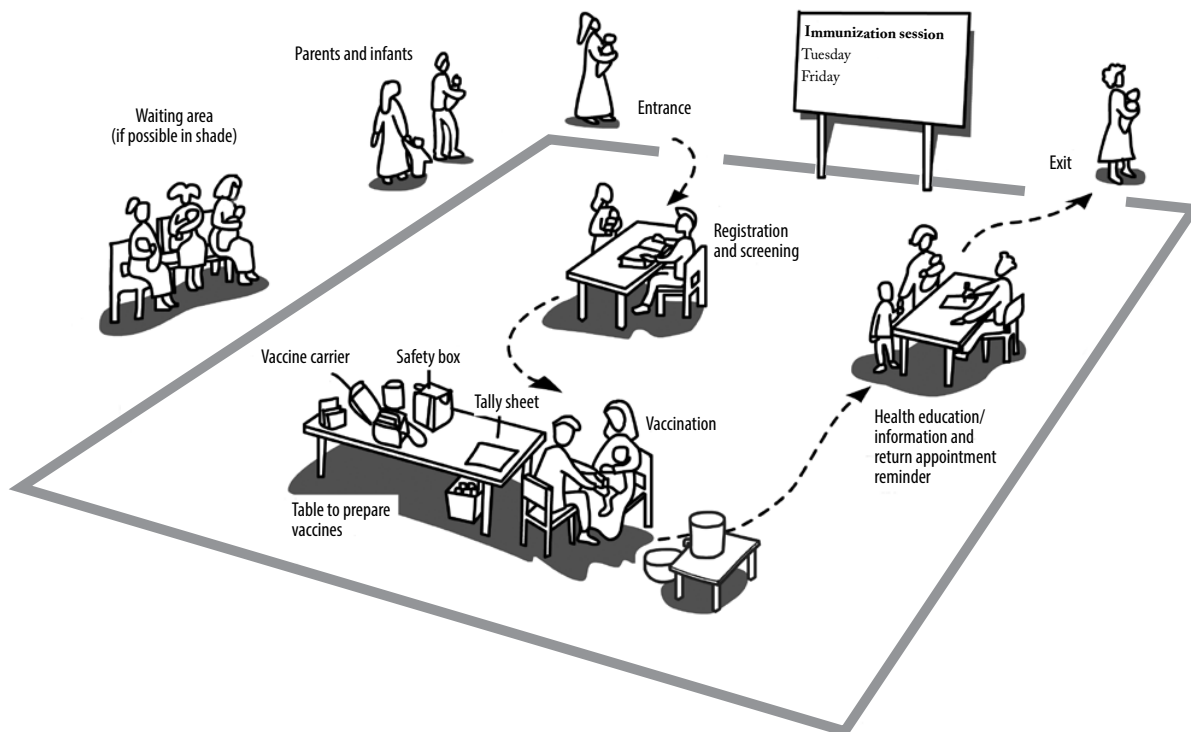 Immunization session
Tuesday
Friday
Parents and infants
Entrance
Waiting area
(if possible in shade)
Exit
Registration
and screening
Vaccine carrier
Safety box
Tally sheet
Vaccination
Health education/
information and
return appointment
reminder
Table to prepare
vaccines